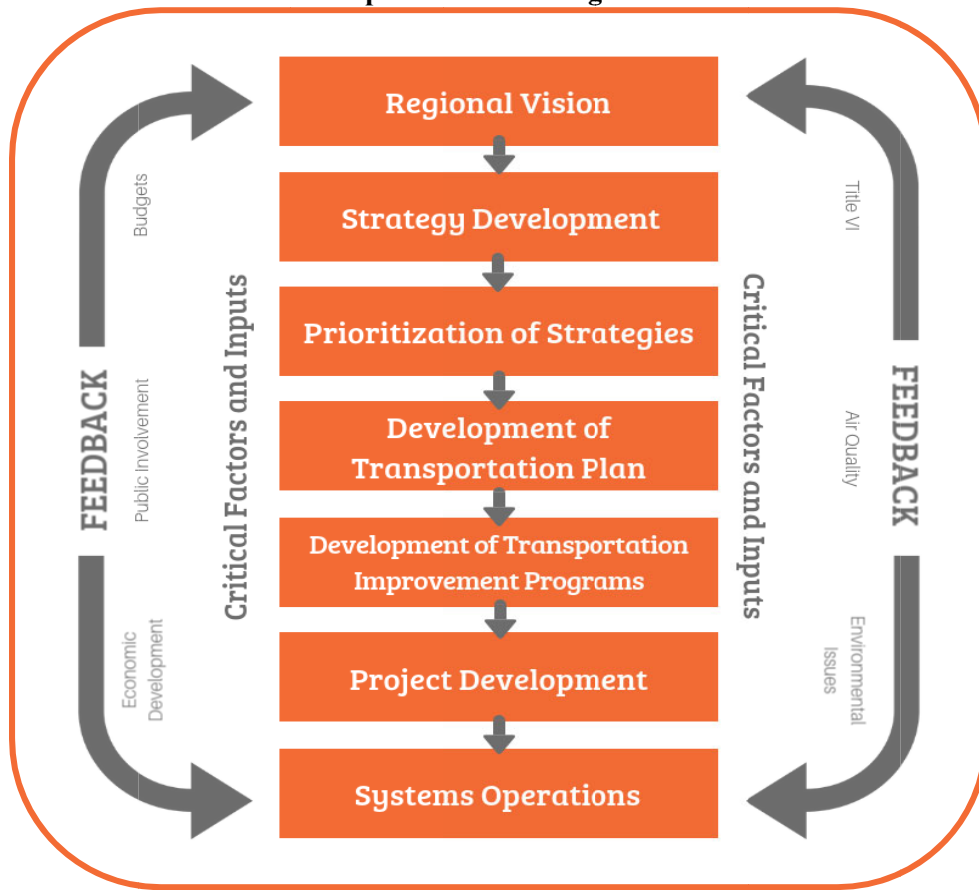 Regional Vision
Strategy Development
Prioritization of Strategies
Development of
Transportation Plan
Development of Transportation
Improvement Programs
Project Development
Systems Operations
FEEDBACK
Budgets
Public Involvement
Economic
Development
Critical Factors and Inputs
Critical Factors and Inputs
Title VI
Air Quality
Environmental
Issues
FEEDBACK